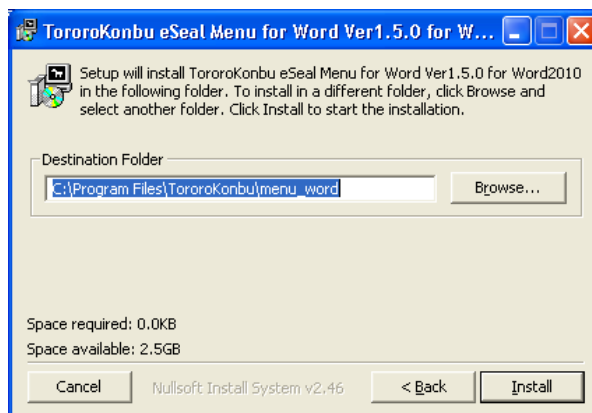 TororoKonbu eSeal Menu for Word Ver1.5.0 for W...
Setup will install TororoKonbu eSeal Menu for Word Ver1.5.0 for Word2010
in the following folder. To install in a different folder, click Browse and
select another folder. Click Install to start the installation.
Destination Folder
C:\Program Files\TororoKonbu\menu_word
Browse...
Space required: 0.0KB
Space available: 2.5GB
Cancel
Nullsoft Install System v2.46
< Back
Install